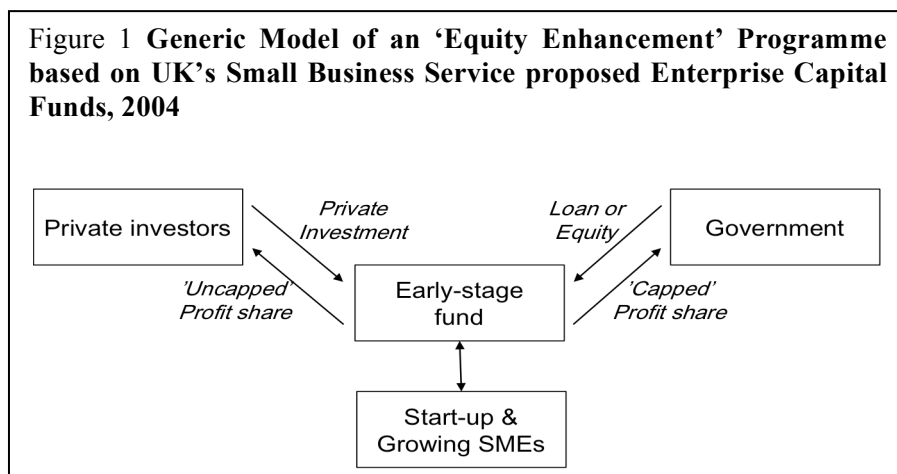 Figure 1 Generic Model of an ‘Equity Enhancement’ Programme
based on UK’s Small Business Service proposed Enterprise Capital
Funds, 2004
Private investors
Private
Investment
Loan or
Equity
Government
'Uncapped'
Profit share
Early-stage
fund
'Capped'
Profit share
Start-up &
Growing SMEs